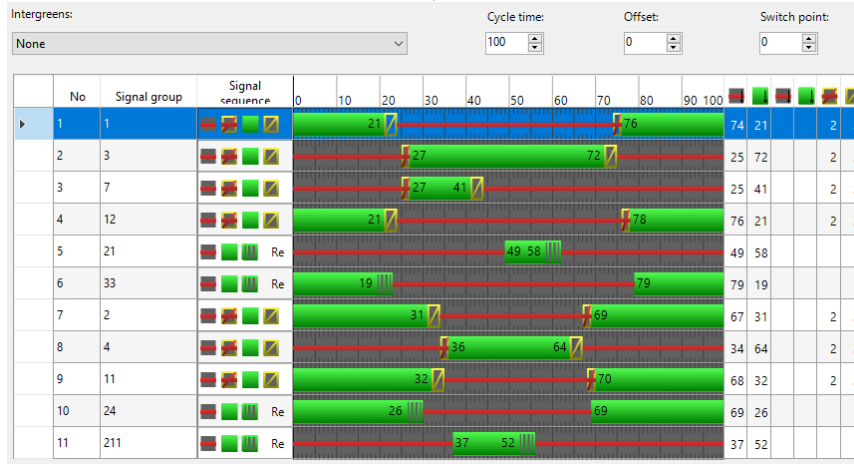 Intergreens: Cycle time: Offset: Switch point:
None 100 0 0
No Signal group Signal sequence 0 10 20 30 40 50 60 70 80 90 100
1 1 21 76 74 21 2
2 3 27 72 25 72 2
3 7 27 41 25 41 2
4 12 21 78 76 21 2
5 21 Re 49 58 49 58
6 33 Re 19 79 79 19
7 2 31 69 67 31 2
8 4 36 64 34 64 2
9 11 32 70 68 32 2
10 24 Re 26 69 69 26
11 211 Re 37 52 37 52